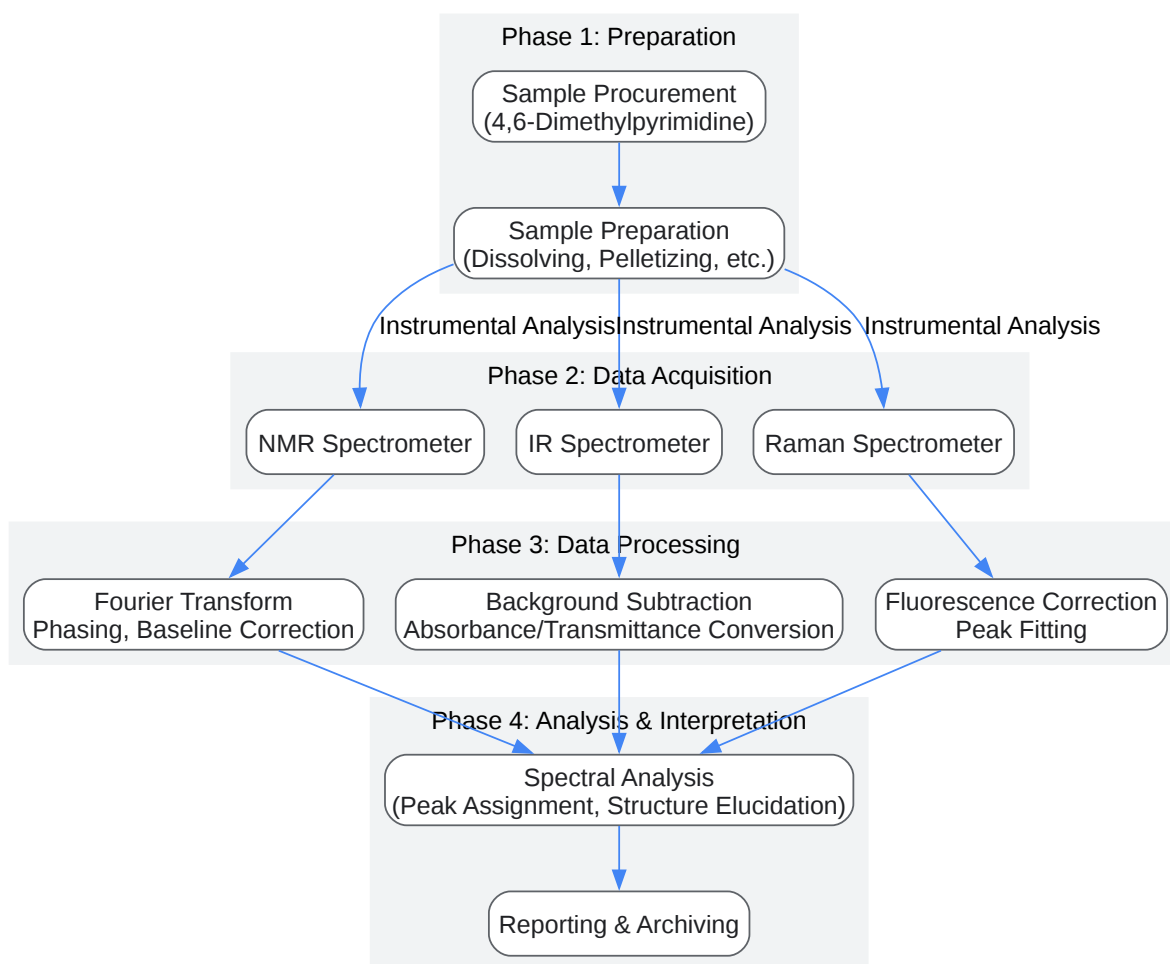 Phase 1: Preparation
Sample Procurement
(4,6-Dimethylpyrimidine)
Sample Preparation
(Dissolving, Pelletizing, etc.)
Instrumental Analysis
Instrumental Analysis
Instrumental Analysis
Phase 2: Data Acquisition
NMR Spectrometer
IR Spectrometer
Raman Spectrometer
Phase 3: Data Processing
Fourier Transform
Phasing, Baseline Correction
Background Subtraction
Absorbance/Transmittance Conversion
Fluorescence Correction
Peak Fitting
Phase 4: Analysis & Interpretation
Spectral Analysis
(Peak Assignment, Structure Elucidation)
Reporting & Archiving